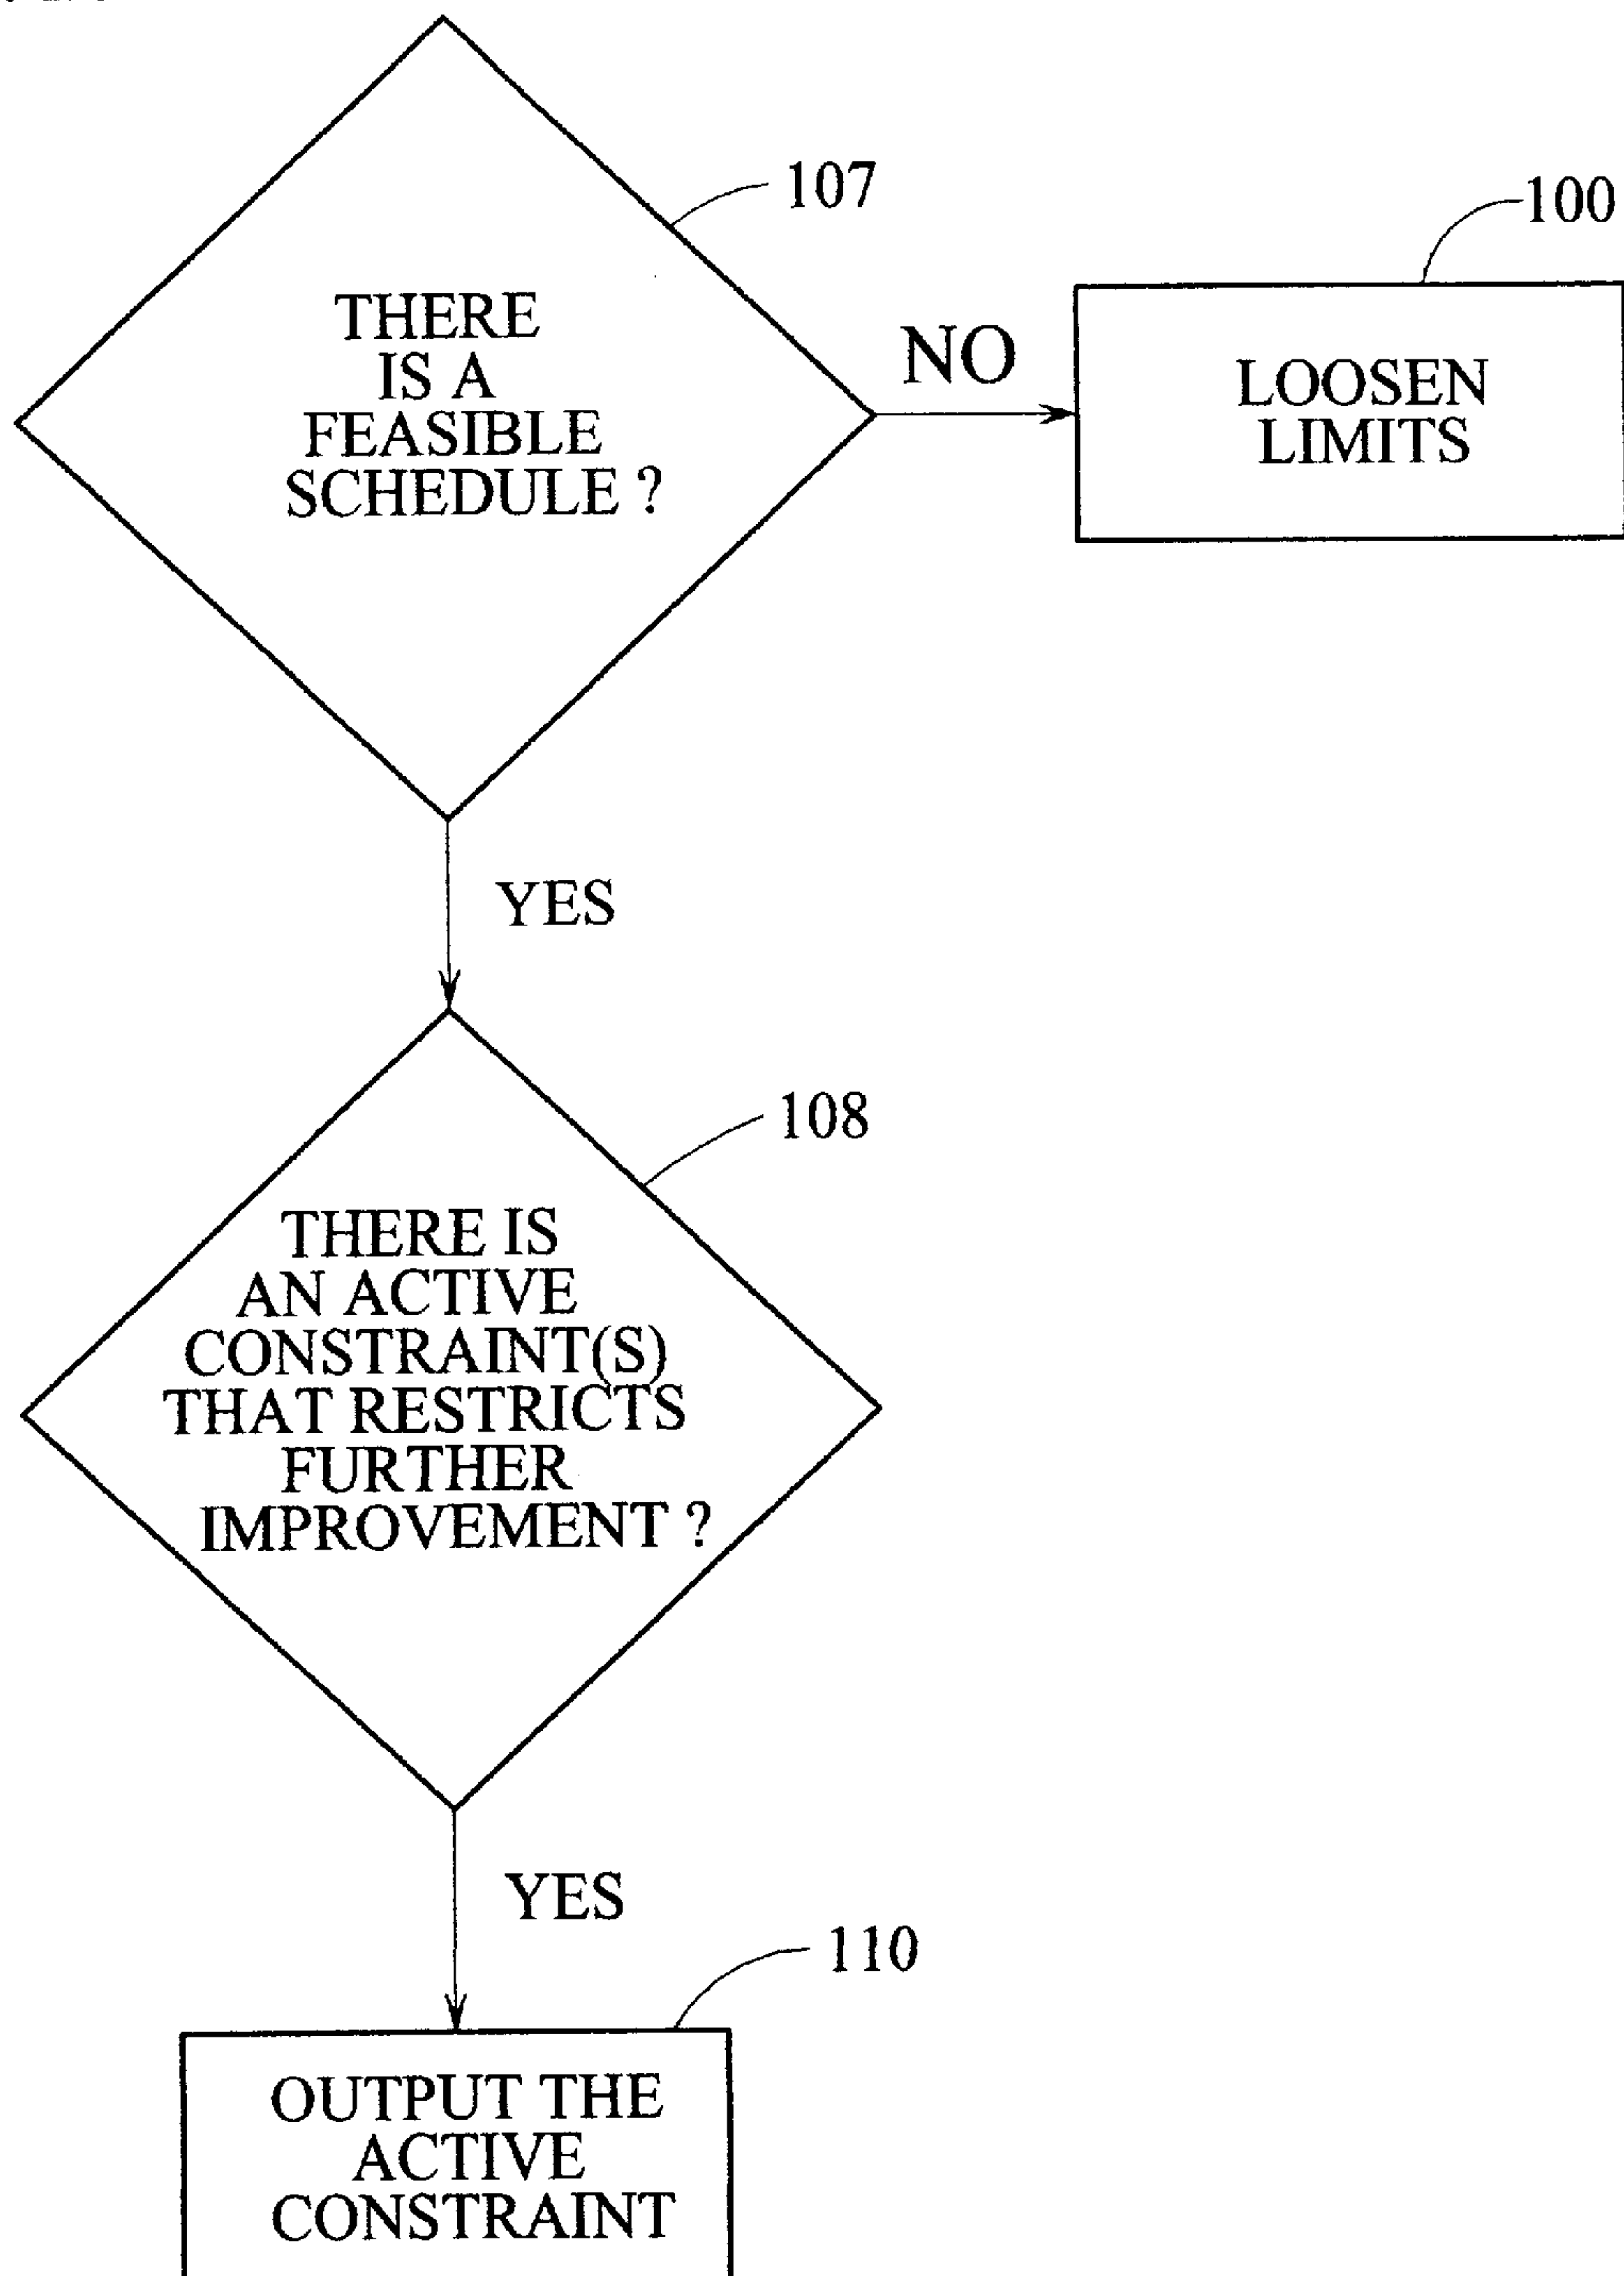 107
THERE
IS A
FEASIBLE
SCHEDULE ?
NO
100
LOOSEN
LIMITS
YES
108
THERE IS
AN ACTIVE
CONSTRAINT(S)
THAT RESTRICTS
FURTHER
IMPROVEMENT ?
YES
110
OUTPUT THE
ACTIVE
CONSTRAINT